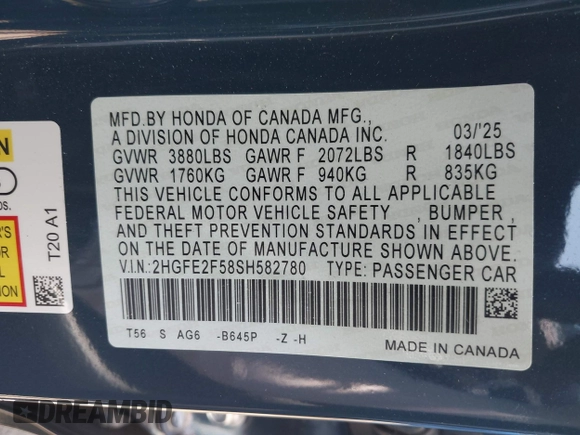 MFD.BY HONDA OF CANADA MFG.,
A DIVISION OF HONDA CANADA INC. 03/'25
GVWR 3880LBS GAWR F 2072LBS R 1840LBS
GVWR 1760KG GAWR F 940KG R 835KG
THIS VEHICLE CONFORMS TO ALL APPLICABLE
FEDERAL MOTOR VEHICLE SAFETY , BUMPER ,
AND THEFT PREVENTION STANDARDS IN EFFECT
ON THE DATE OF MANUFACTURE SHOWN ABOVE.
V.I.N.:2HGFE2F58SH582780 TYPE: PASSENGER CAR
T56 S AG6 -B645P -Z -H
MADE IN CANADA
T20 A1
DREAMBID